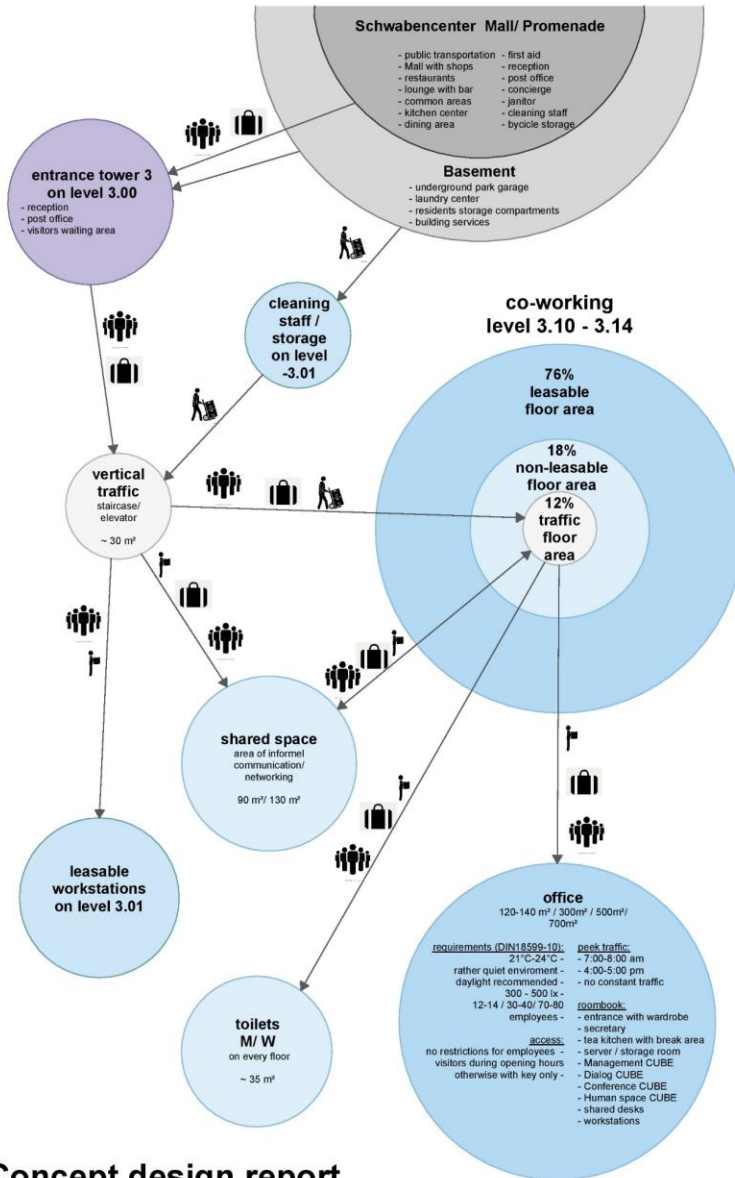 Schwabencenter Mall/ Promenade
- public transportation
- Mall with shops
- restaurants
- lounge with bar
- common areas
- kitchen center
- dining area
- first aid
- reception
- post office
- concierge
- janitor
- cleaning staff
- bycicle storage
Basement
- underground park garage
- laundry center
- residents storage compartments
- building services
entrance tower 3
on level 3.00
- reception
- post office
- visitors waiting area
cleaning
staff /
storage
on level
-3.01
co-working
level 3.10 - 3.14
76%
leasable
floor area
18%
non-leasable
floor area
12%
traffic
floor
area
vertical
traffic
staircase/
elevator
~ 30 m²
shared space
area of informel
communication/
networking
90 m²/ 130 m²
leasable
workstations
on level 3.01
office
120-140 m² / 300m² / 500m²/
700m²
requirements (DIN18599-10):
21°C-24°C -
rather quiet enviroment -
daylight recommended -
300 - 500 lx -
12-14 / 30-40/ 70-80
employees -
access:
no restrictions for employees -
visitors during opening hours
otherwise with key only -
peek traffic:
- 7:00-8:00 am
- 4:00-5:00 pm
- no constant traffic
roombook:
- entrance with wardrobe
- secretary
- tea kitchen with break area
- server / storage room
- Management CUBE
- Dialog CUBE
- Conference CUBE
- Human space CUBE
- shared desks
- workstations
toilets
M/ W
on every floor
~ 35 m²
Concept design report